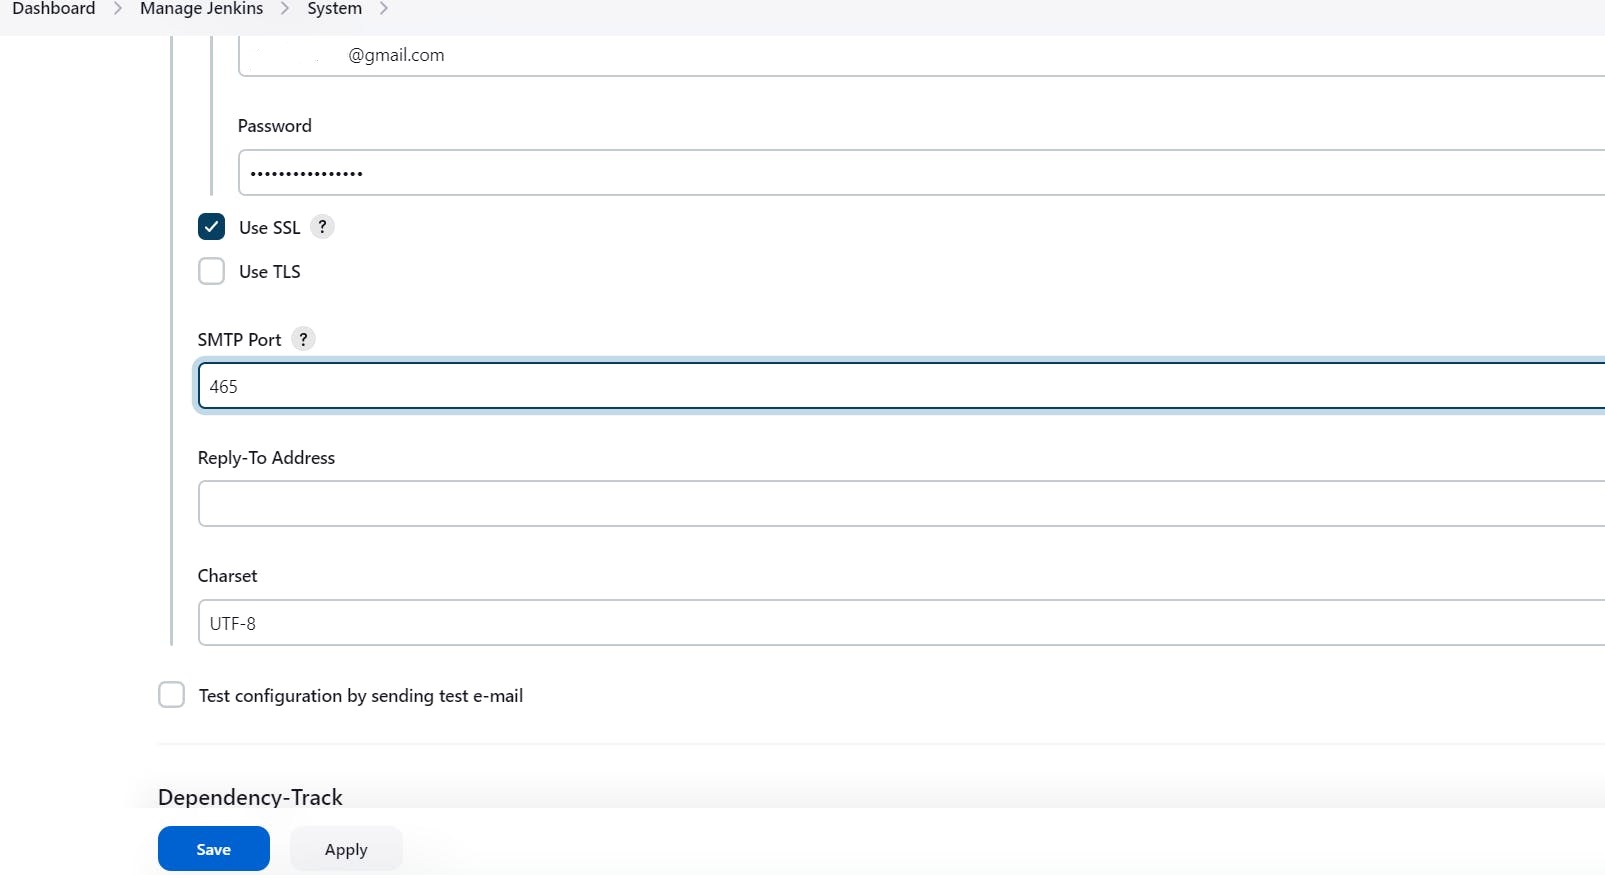 Dashboard > Manage Jenkins > System >
@gmail.com
Password
••••••••••••••••
Use SSL ?
Use TLS
SMTP Port ?
465
Reply-To Address
Charset
UTF-8
Test configuration by sending test e-mail
Dependency-Track
Save Apply